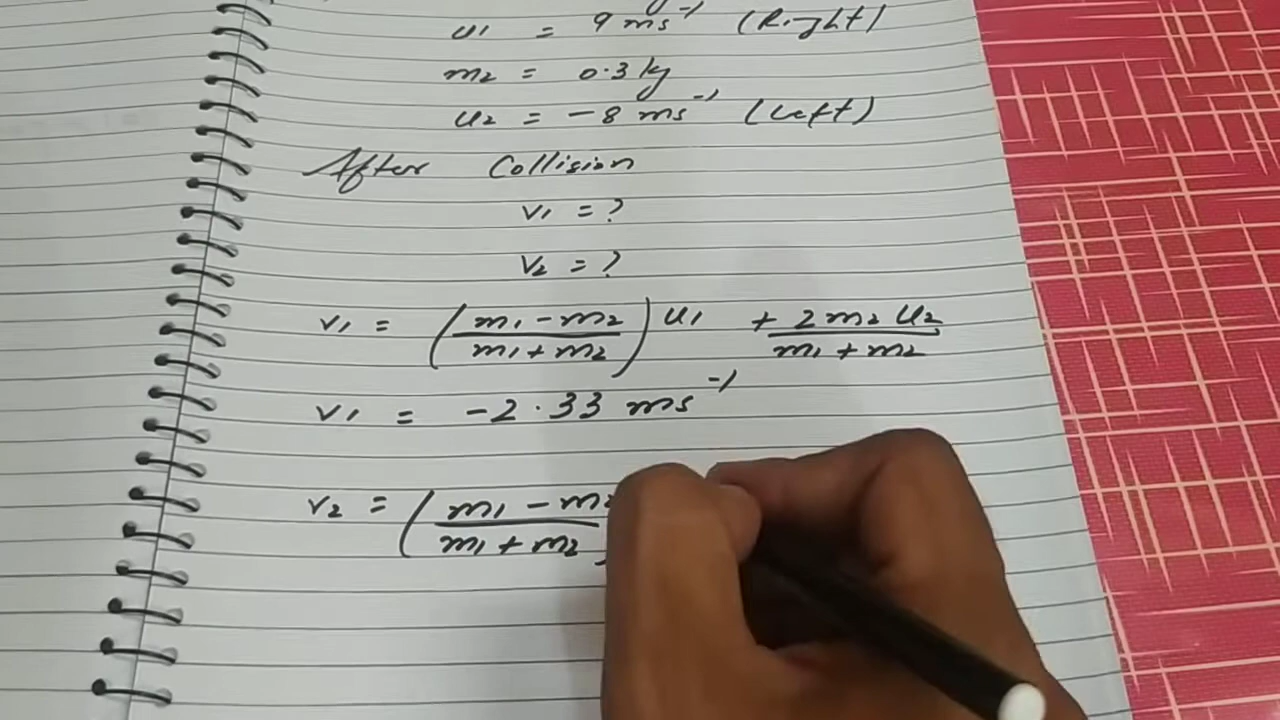 u1 = 9 ms⁻¹ (Right)
m2 = 0.3 kg
u2 = -8 ms⁻¹ (Left)
After Collision
v1 = ?
v2 = ?
v1 = (m1 - m2 / m1 + m2) u1 + 2 m2 u2 / m1 + m2
v1 = -2.33 ms⁻¹
v2 = (m1 - m2 / m1 + m2